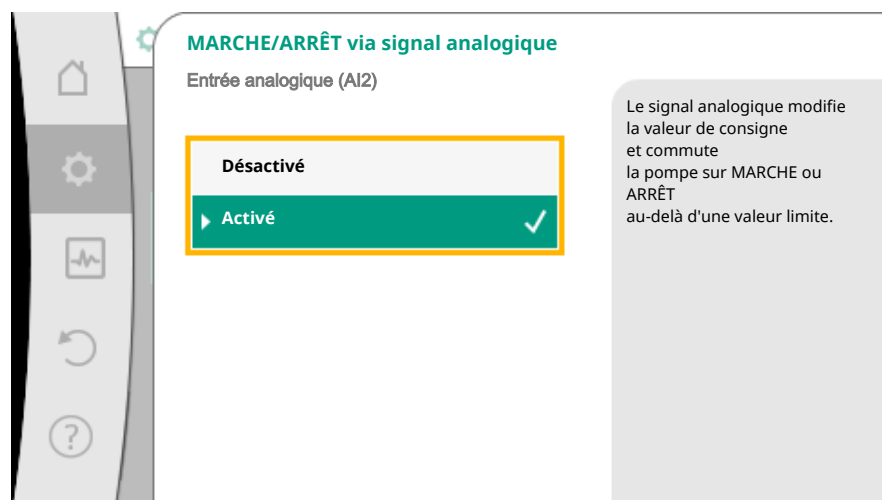 MARCHE/ARRÊT via signal analogique
Entrée analogique (AI2)
Désactivé
Activé
Le signal analogique modifie
la valeur de consigne
et commute
la pompe sur MARCHE ou
ARRÊT
au-delà d'une valeur limite.
?